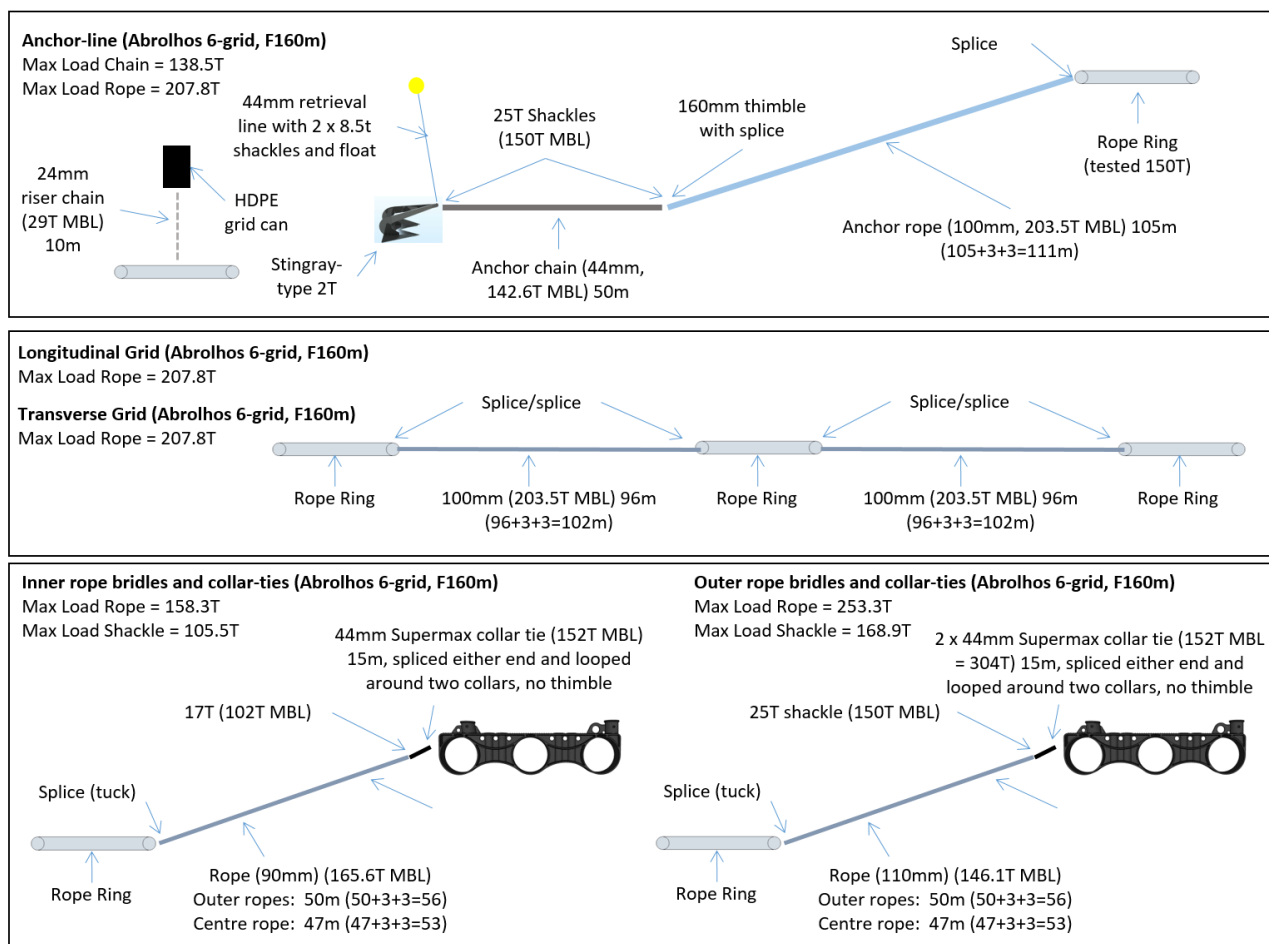 Anchor-line (Abrolhos 6-grid, F160m)
Max Load Chain = 138.5T
Max Load Rope = 207.8T
24mm
riser chain
(29T MBL)
10m
HDPE
grid can
44mm retrieval
line with 2 x 8.5t
shackles and float
Stingray-
type 2T
25T Shackles
(150T MBL)
Anchor chain (44mm,
142.6T MBL) 50m
160mm thimble
with splice
Splice
Anchor rope (100mm, 203.5T MBL) 105m
(105+3+3=111m)
Rope Ring
(tested 150T)
Longitudinal Grid (Abrolhos 6-grid, F160m)
Max Load Rope = 207.8T
Transverse Grid (Abrolhos 6-grid, F160m)
Max Load Rope = 207.8T
Splice/splice
Splice/splice
Rope Ring
100mm (203.5T MBL) 96m
(96+3+3=102m)
Rope Ring
100mm (203.5T MBL) 96m
(96+3+3=102m)
Rope Ring
Inner rope bridles and collar-ties (Abrolhos 6-grid, F160m)
Max Load Rope = 158.3T
Max Load Shackle = 105.5T
44mm Supermax collar tie (152T MBL)
15m, spliced either end and looped
around two collars, no thimble
17T (102T MBL)
Splice (tuck)
Rope Ring
Rope (90mm) (165.6T MBL)
Outer ropes: 50m (50+3+3=56)
Centre rope: 47m (47+3+3=53)
Outer rope bridles and collar-ties (Abrolhos 6-grid, F160m)
Max Load Rope = 253.3T
Max Load Shackle = 168.9T
2 x 44mm Supermax collar tie (152T MBL
= 304T) 15m, spliced either end and
looped around two collars, no thimble
25T shackle (150T MBL)
Splice (tuck)
Rope Ring
Rope (110mm) (146.1T MBL)
Outer ropes: 50m (50+3+3=56)
Centre rope: 47m (47+3+3=53)